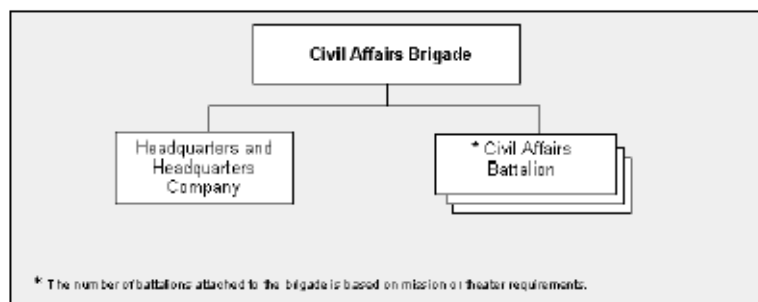 Civil Affairs Brigade
Headquarters and
Headquarters
Company
* Civil Affairs
Battalion
* The number of battalions attached to the brigade is based on mission or theater requirements.